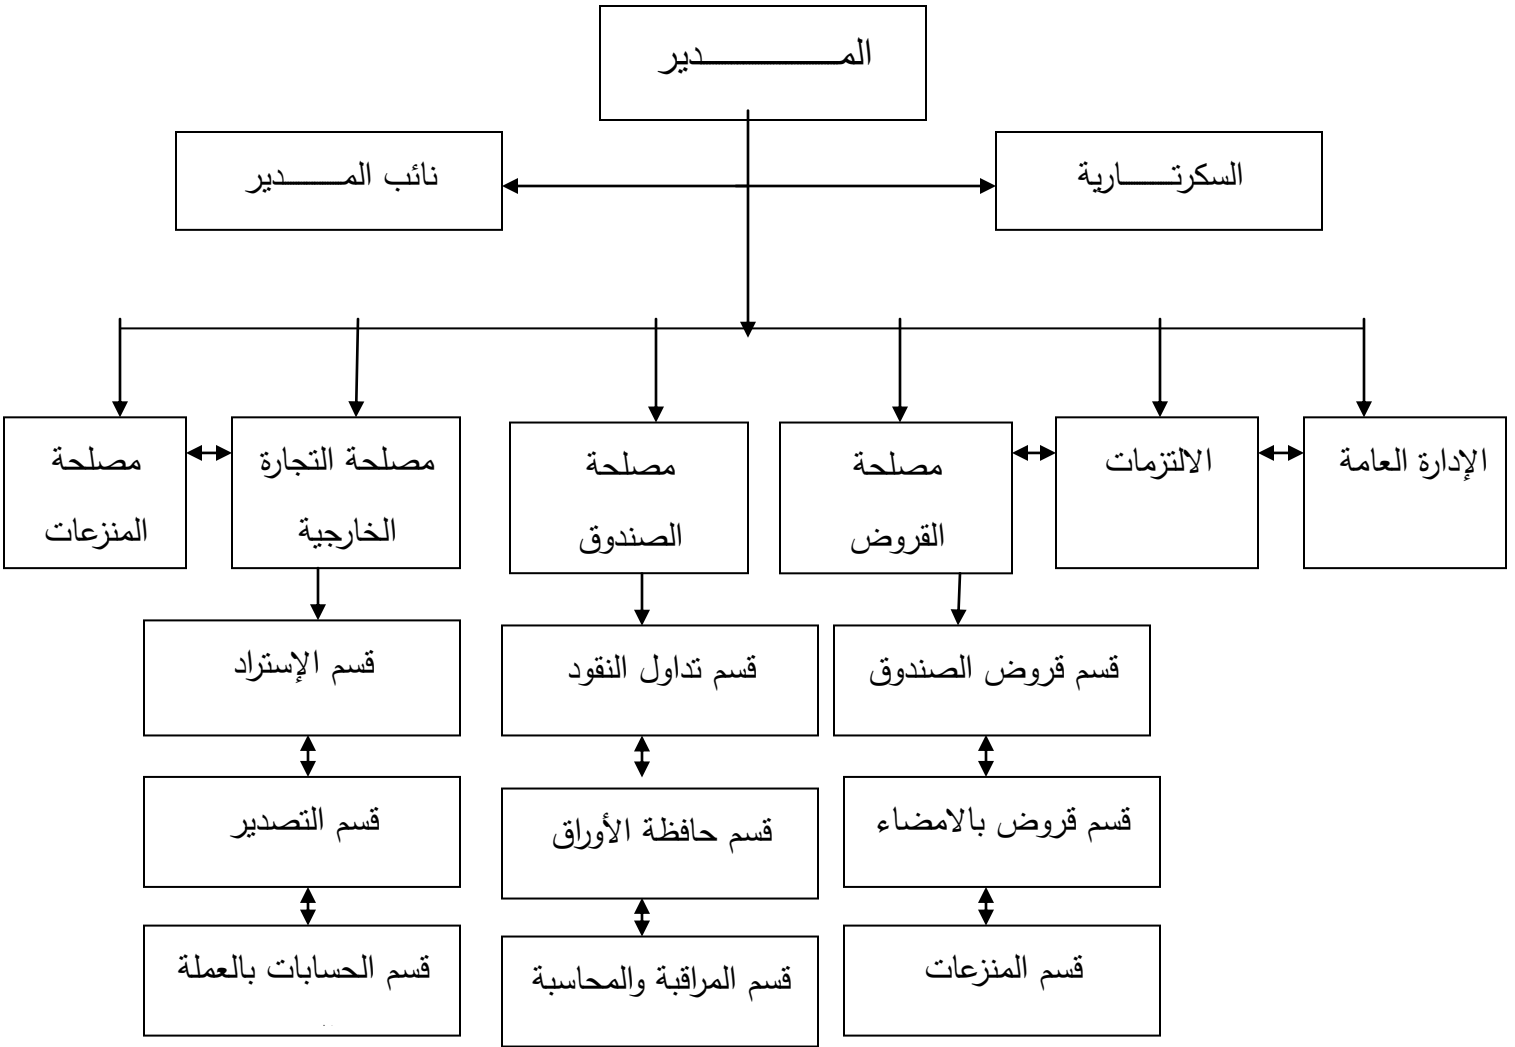 المـــــــــــــدير
السكرتــــــارية
نائب المــــــــدير
الإدارة العامة
الالتزمات
مصلحة
القروض
مصلحة
الصندوق
مصلحة التجارة
الخارجية
مصلحة
المنزعات
قسم قروض الصندوق
قسم تداول النقود
قسم الإستراد
قسم قروض بالامضاء
قسم حافظة الأوراق
قسم التصدير
قسم المنزعات
قسم المراقبة والمحاسبة
قسم الحسابات بالعملة